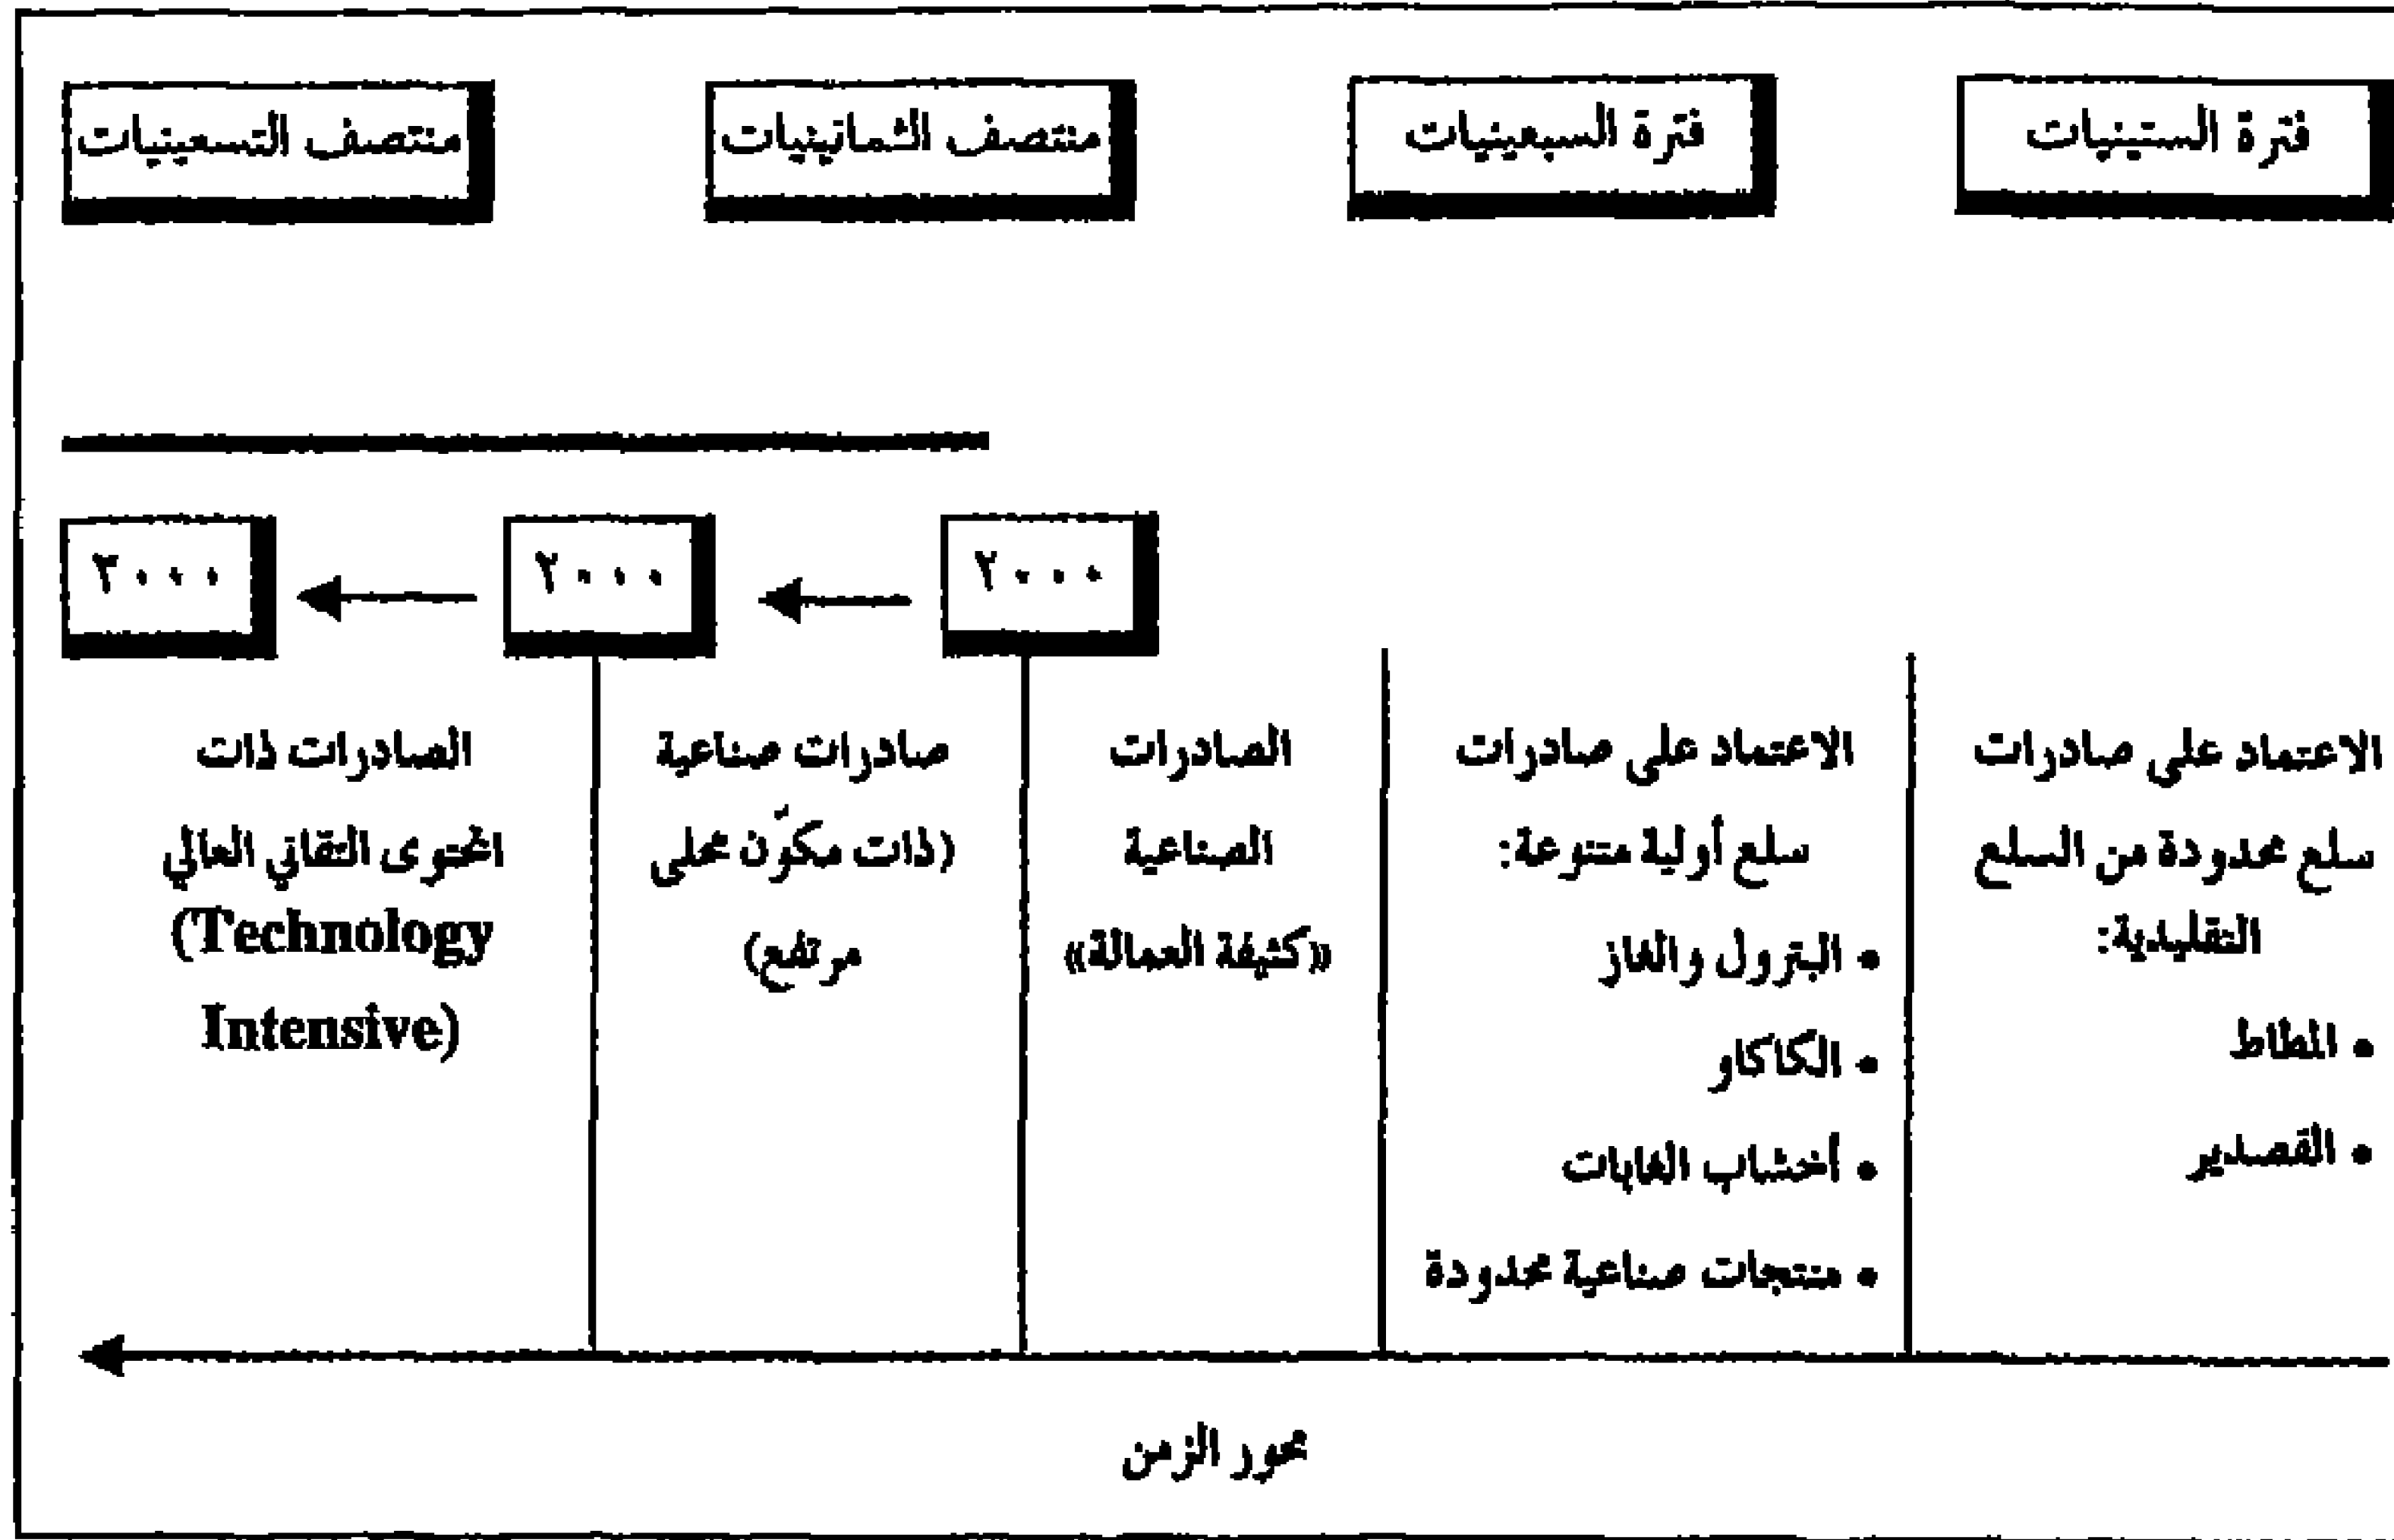 فترة الستينيات
فترة السبعينيات
منتصف الثمانينيات
منتصف التسعينيات
٢٠٠٠
٢٠٠٠
٢٠٠٠
الاعتماد على صادرات
سلع محدودة من السلع
التقليدية:
• المطاط
• القصدير
الاعتماد على صادرات
سلع أولية متنوعة:
• البترول والغاز
• الكاكاو
• أخشاب الغابات
• منتجات صناعية محدودة
الصادرات
الصناعية
«كثيفة العمالة»
صادرات صناعية
(ذات مكوّن محلى
مرتفع)
الصادرات ذات
المحتوى التقاني العالي
(Technology
Intensive)
محور الزمن